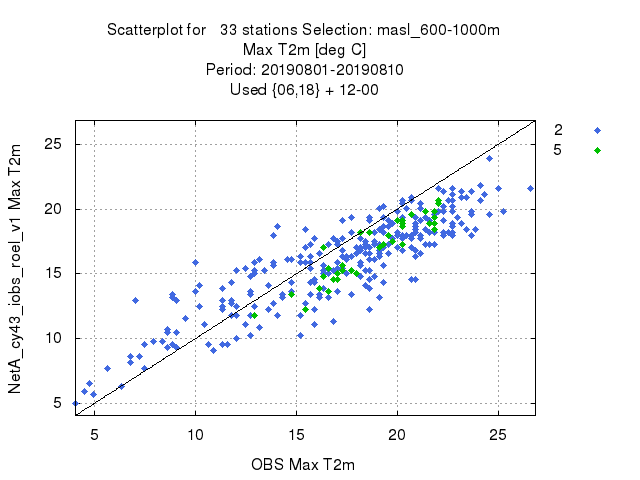 Scatterplot for 33 stations Selection: masl_600-1000m
Max T2m [deg C]
Period: 20190801-20190810
Used {06,18} + 12-00
2
5
NetA_cy43_iobs_roel_v1 Max T2m
25
20
15
10
5
5 10 15 20 25
OBS Max T2m